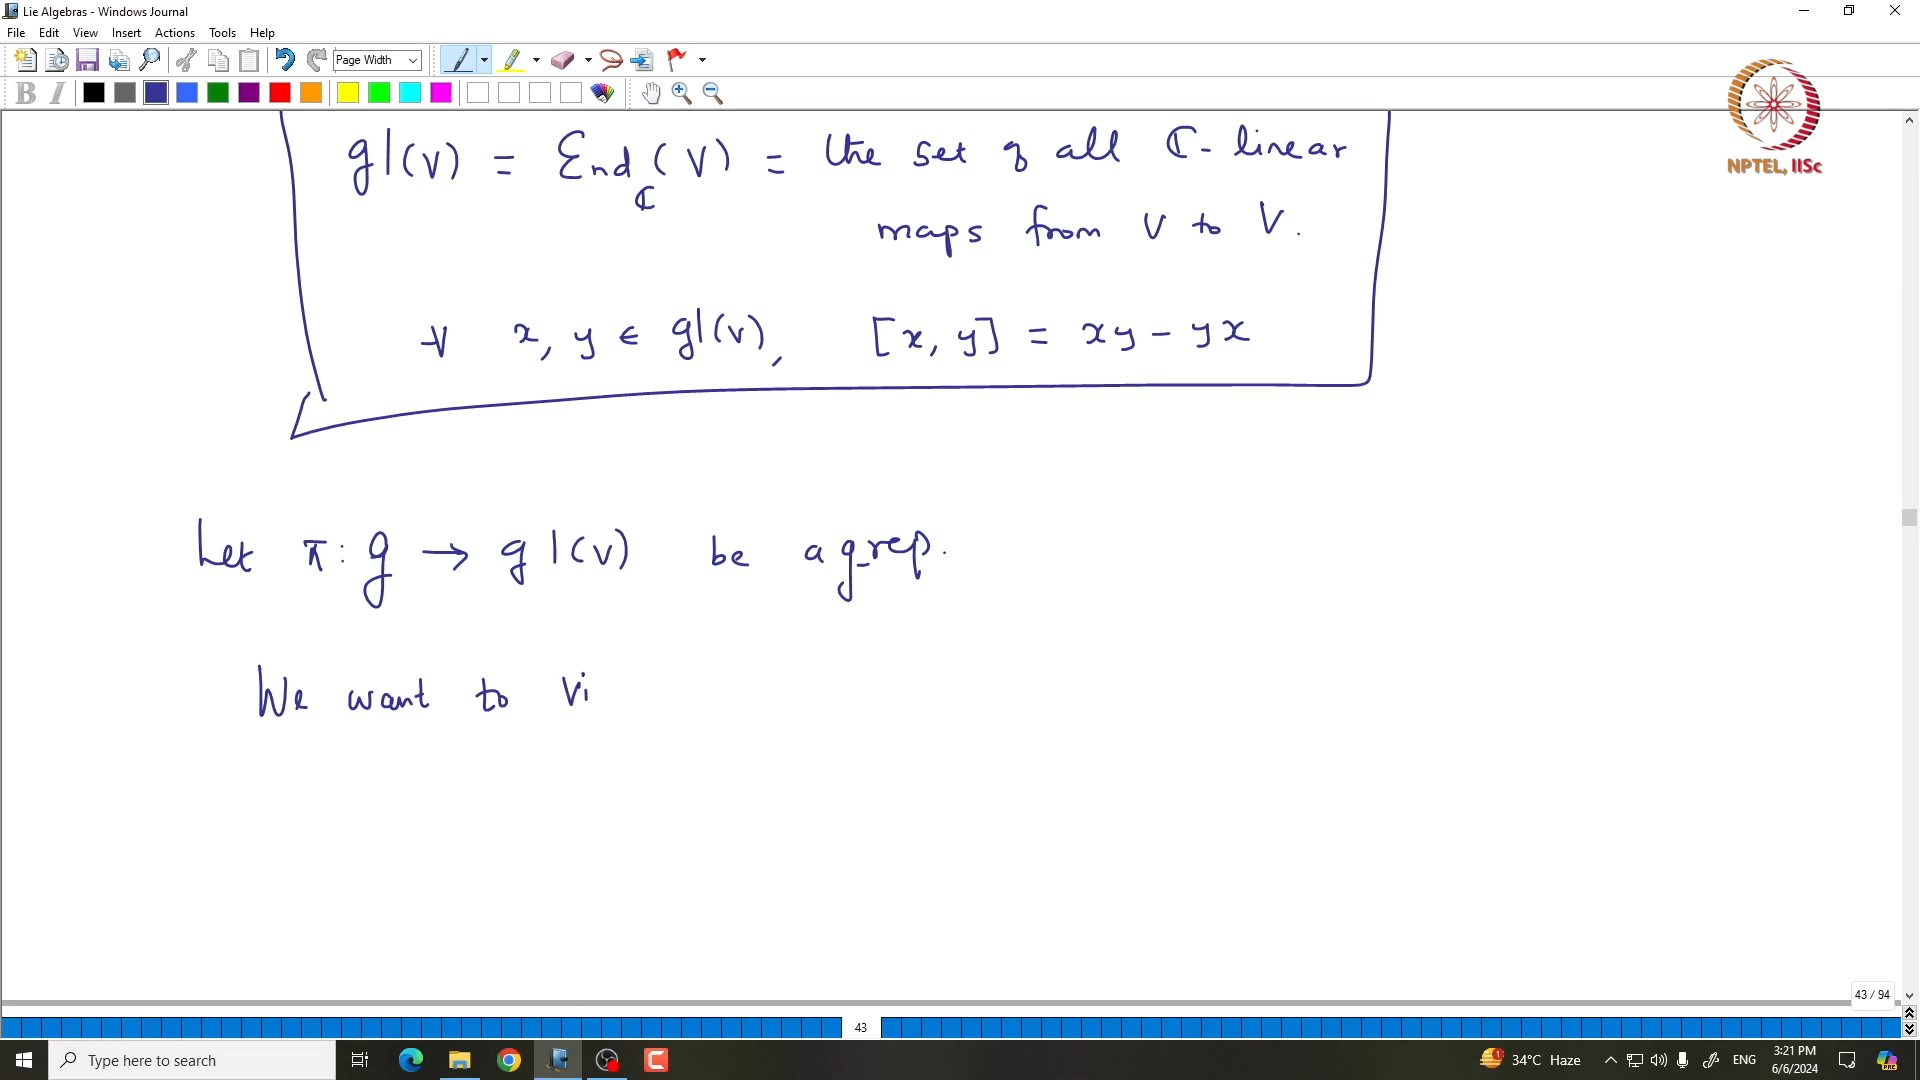 Lie Algebras - Windows Journal
File Edit View Insert Actions Tools Help
Page Width
B I
NPTEL, IISc
gl(V) = End_ℂ(V) = the set of all ℂ-linear
maps from V to V.
∀ x, y ∈ gl(V), [x, y] = xy - yx
Let π: g → gl(V) be a g-rep.
We want to Vi
43 / 94
43
Type here to search
34°C Haze
ENG
3:21 PM
6/6/2024